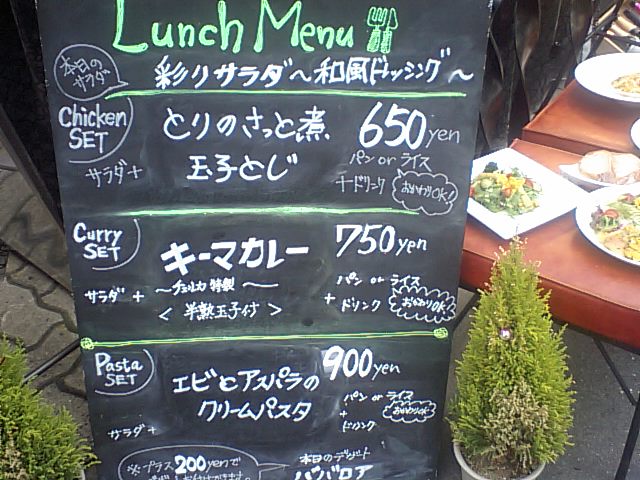 Lunch Menu
本日の
サラダ
彩りサラダ～和風ドレッシング～
Chicken
SET
とりのさっと煮
玉子とじ
650yen
サラダ+
パン or ライス
+ドリンク
おかわりOK!
Curry
SET
キーマカレー
750yen
～チェリカ特製～
サラダ +
<半熟玉子付>
パン or ライス
+ ドリンク
おかわりOK!
Pasta
SET
エビとアスパラの
クリームパスタ
900yen
サラダ+
パン or ライス
+
ドリンク
おかわりOK
※プラス200yenで
本日のデザート
ババロア